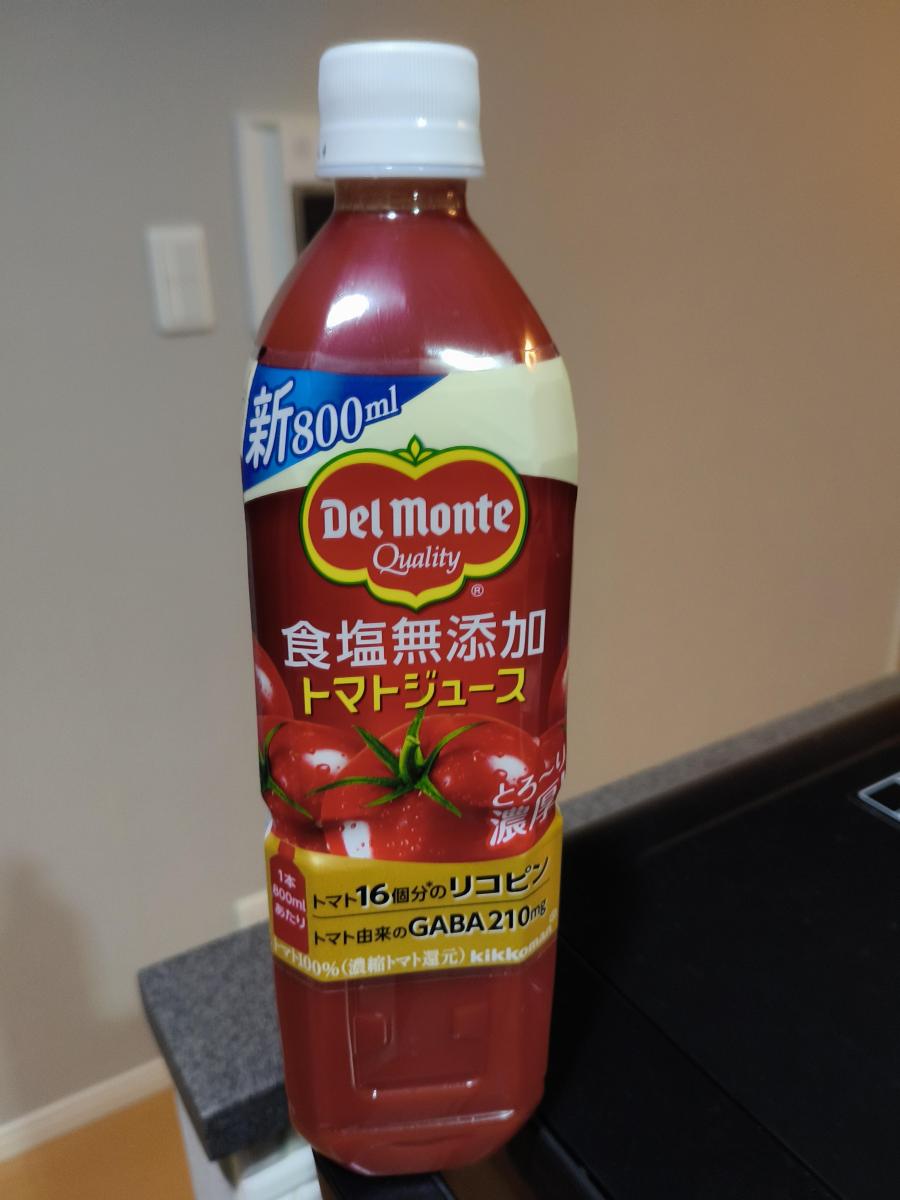 新800ml
Del Monte
Quality
®
食塩無添加
トマトジュース
とろ～り
濃厚
1本
800ml
あたり
トマト16個分*のリコピン
トマト由来のGABA210mg
トマト100%(濃縮トマト還元) kikkoman